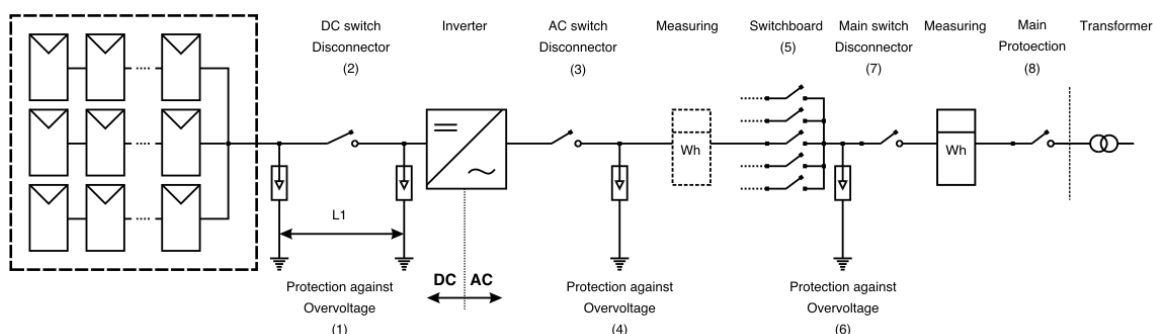 DC switch
Disconnector
(2)
Inverter
AC switch
Disconnector
(3)
Measuring
Switchboard
(5)
Main switch
Disconnector
(7)
Measuring
Main
Protoection
(8)
Transformer
Wh
Wh
L1
DC AC
Protection against
Overvoltage
(1)
Protection against
Overvoltage
(4)
Protection against
Overvoltage
(6)